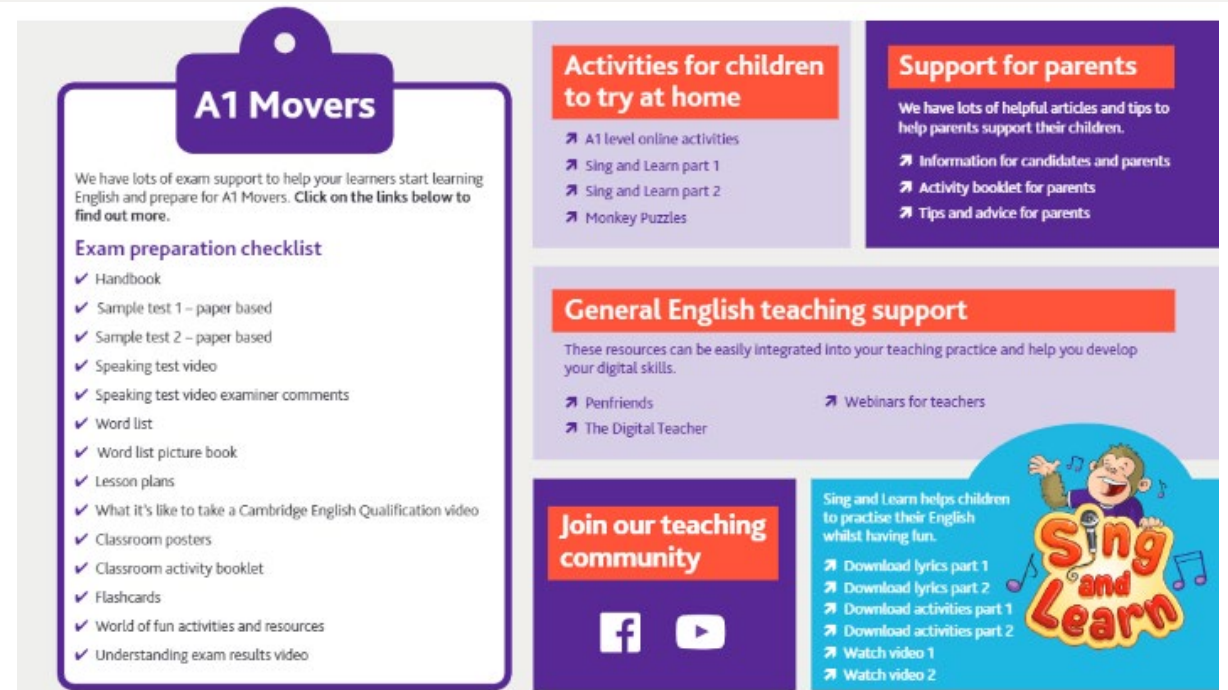 A1 Movers
We have lots of exam support to help your learners start learning
English and prepare for A1 Movers. Click on the links below to
find out more.
Exam preparation checklist
Handbook
Sample test 1 – paper based
Sample test 2 – paper based
Speaking test video
Speaking test video examiner comments
Word list
Word list picture book
Lesson plans
What it's like to take a Cambridge English Qualification video
Classroom posters
Classroom activity booklet
Flashcards
World of fun activities and resources
Understanding exam results video
Activities for children
to try at home
A1 level online activities
Sing and Learn part 1
Sing and Learn part 2
Monkey Puzzles
Support for parents
We have lots of helpful articles and tips to
help parents support their children.
Information for candidates and parents
Activity booklet for parents
Tips and advice for parents
General English teaching support
These resources can be easily integrated into your teaching practice and help you develop
your digital skills.
Penfriends
The Digital Teacher
Webinars for teachers
Join our teaching
community
Sing and Learn helps children
to practise their English
whilst having fun.
Download lyrics part 1
Download lyrics part 2
Download activities part 1
Download activities part 2
Watch video 1
Watch video 2
Sing
and
Learn